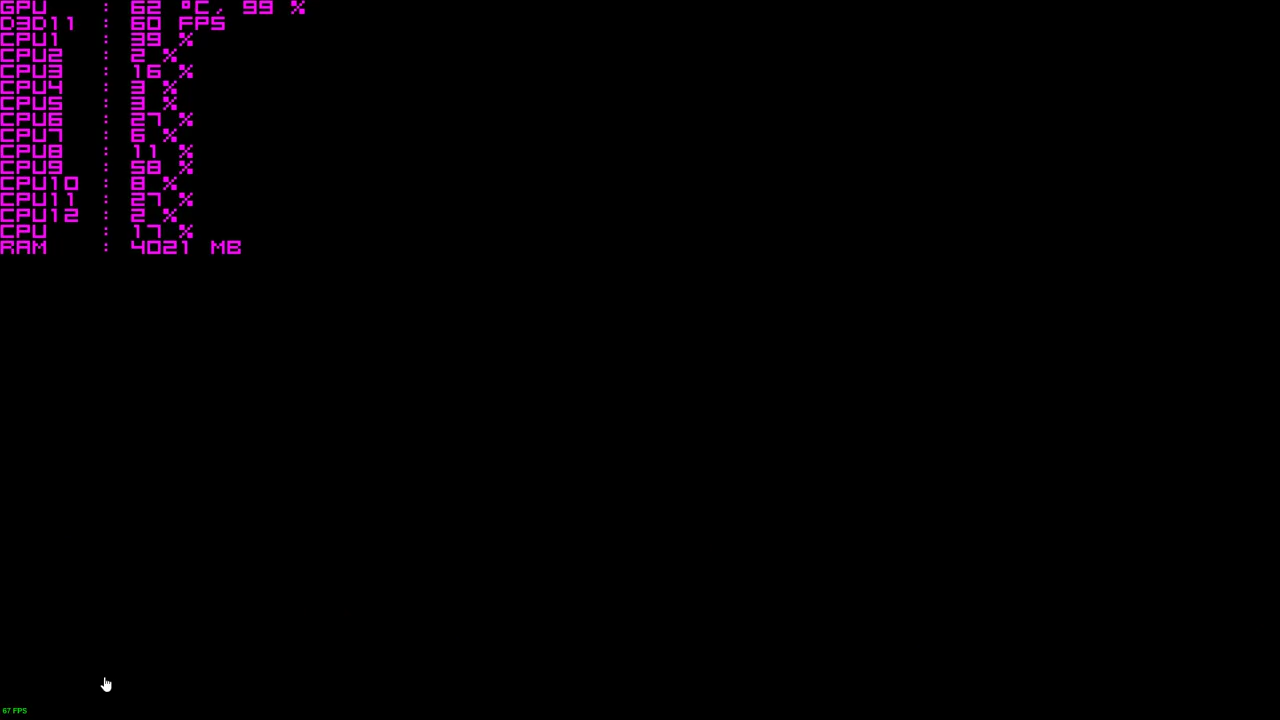 GPU : 62 °C, 99 %
D3D11 : 60 FPS
CPU1 : 39 %
CPU2 : 2 %
CPU3 : 16 %
CPU4 : 3 %
CPU5 : 3 %
CPU6 : 27 %
CPU7 : 6 %
CPU8 : 11 %
CPU9 : 58 %
CPU10 : 8 %
CPU11 : 27 %
CPU12 : 2 %
CPU : 17 %
RAM : 4021 MB
67 FPS